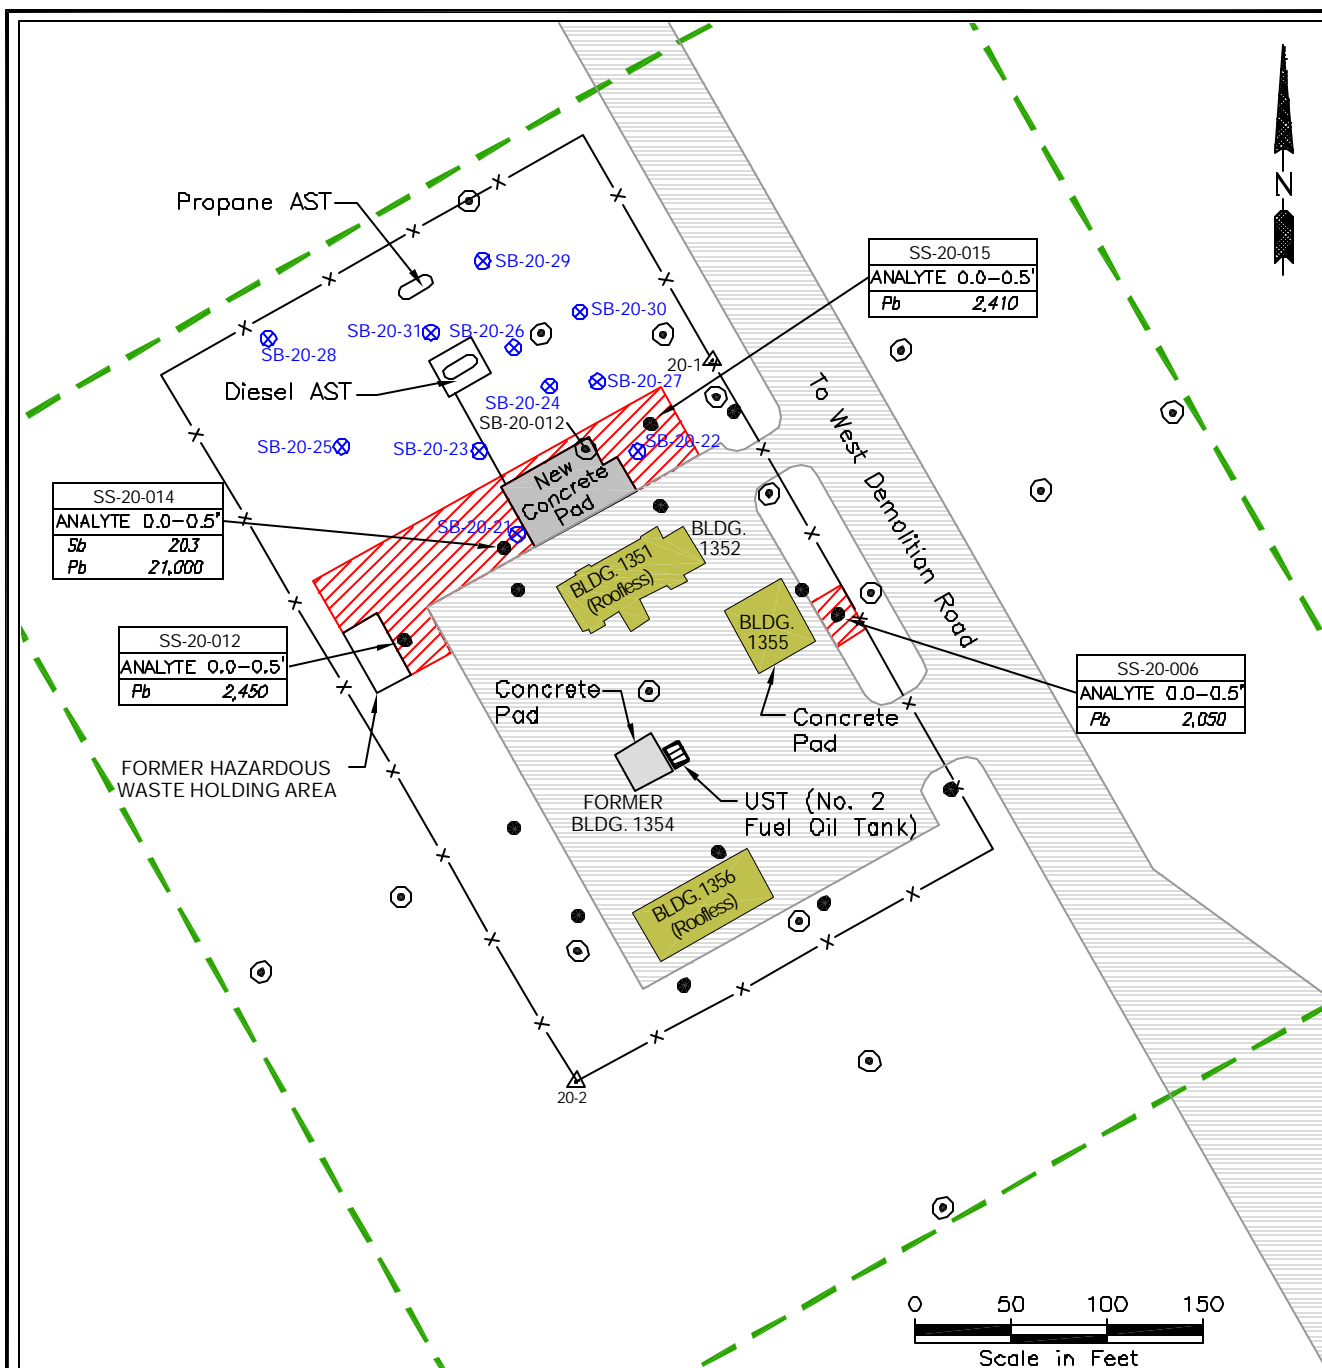 Propane AST
N
SS-20-015
ANALYTE 0.0-0.5'
Pb 2,410
SB-20-29
SB-20-30
SB-20-31
SB-20-26
SB-20-28
20-1
Diesel AST
SB-20-27
SB-20-24
SB-20-012
To West Demolition Road
SB-20-25
SB-20-23
SB-20-22
New
Concrete
Pad
SS-20-014
ANALYTE 0.0-0.5'
Sb 203
Pb 21,000
SB-20-21
BLDG.
1352
BLDG. 1351
(Roofless)
BLDG.
1355
SS-20-012
ANALYTE 0.0-0.5'
Pb 2,450
SS-20-006
ANALYTE 0.0-0.5'
Pb 2,050
Concrete
Pad
Concrete
Pad
FORMER HAZARDOUS
WASTE HOLDING AREA
FORMER
BLDG. 1354
UST (No. 2
Fuel Oil Tank)
BLDG. 1356
(Roofless)
20-2
0 50 100 150
Scale in Feet